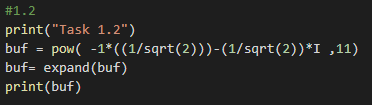 #1.2
print("Task 1.2")
buf = pow( -1*((1/sqrt(2)))-(1/sqrt(2))*I ,11)
buf= expand(buf)
print(buf)